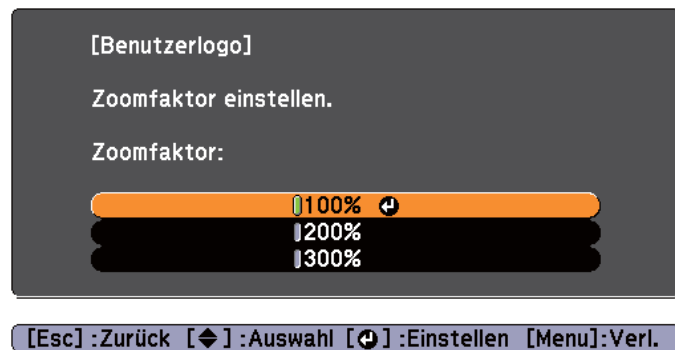 [Benutzerlogo]
Zoomfaktor einstellen.
Zoomfaktor:
100%
200%
300%
[Esc] :Zurück [◆] :Auswahl [↵] :Einstellen [Menu]:Verl.